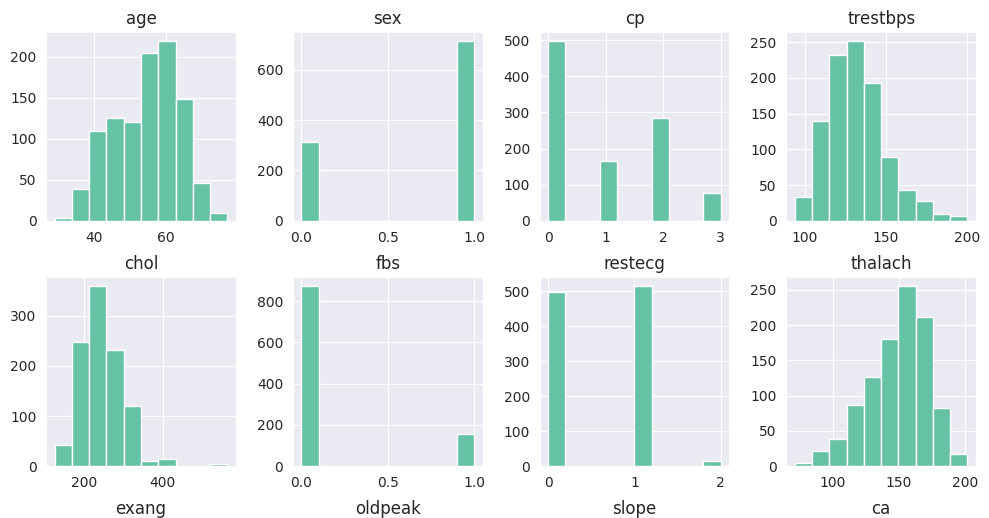 age sex cp trestbps
200 150 100 50 0
600 400 200 0
500 400 300 200 100 0
250 200 150 100 50 0
40 60 0.0 0.5 1.0 0 1 2 3 100 150 200
chol fbs restecg thalach
300 200 100 0
800 600 400 200 0
500 400 300 200 100 0
250 200 150 100 50 0
200 400 0.0 0.5 1.0 0 1 2 100 150 200
exang oldpeak slope ca